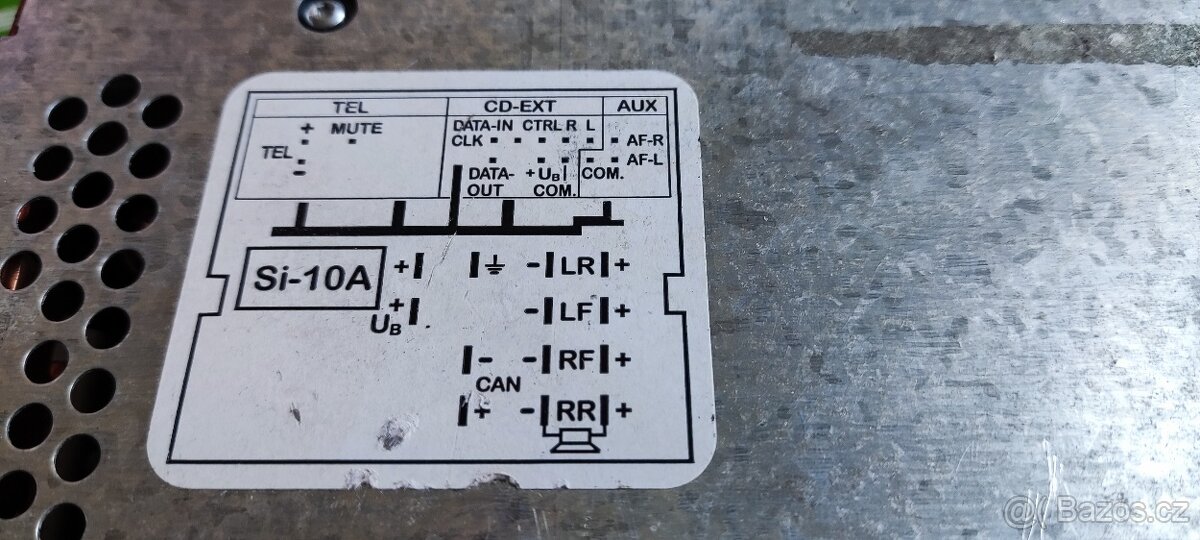 TEL CD-EXT AUX
+ MUTE DATA-IN CTRL R L
CLK AF-R
TEL AF-L
- DATA- +UB COM.
OUT COM.
Si-10A + - LR +
+ - LF +
UB
- - RF +
CAN
+ - RR +
@ Bazoš.cz